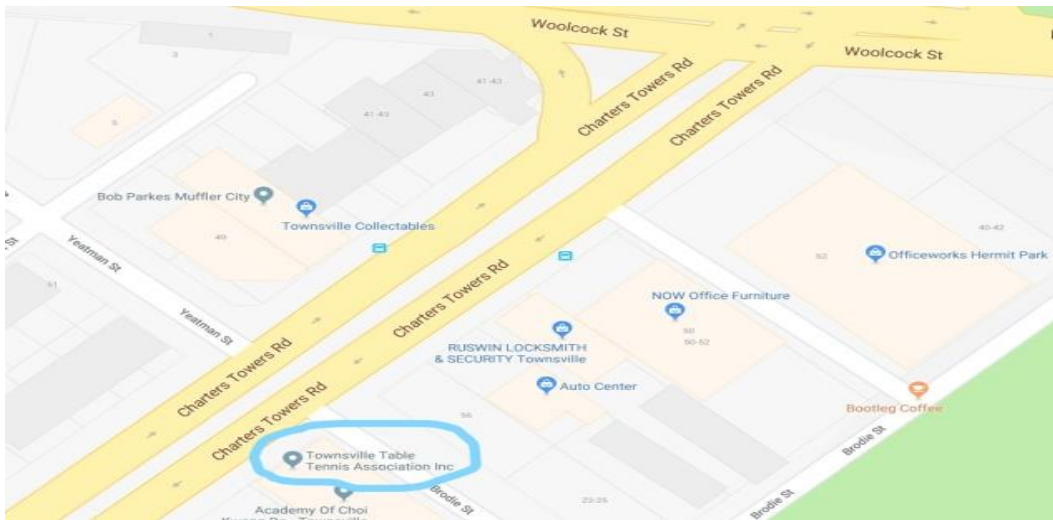 Woolcock St
Woolcock St
1
3
41-43
43
41-43
Charters Towers Rd
Charters Towers Rd
5
Bob Parkes Muffler City
Townsville Collectables
40-42
52
Officeworks Hermit Park
49
St
Yeatman St
51
Charters Towers Rd
NOW Office Furniture
50
50-52
Yeatman St
RUSWIN LOCKSMITH
& SECURITY Townsville
Charters Towers Rd
Auto Center
Bootleg Coffee
Charters Towers Rd
56
Brodie St
Townsville Table
Tennis Association Inc
Brodie St
23-25
Brodie St
Academy Of Choi